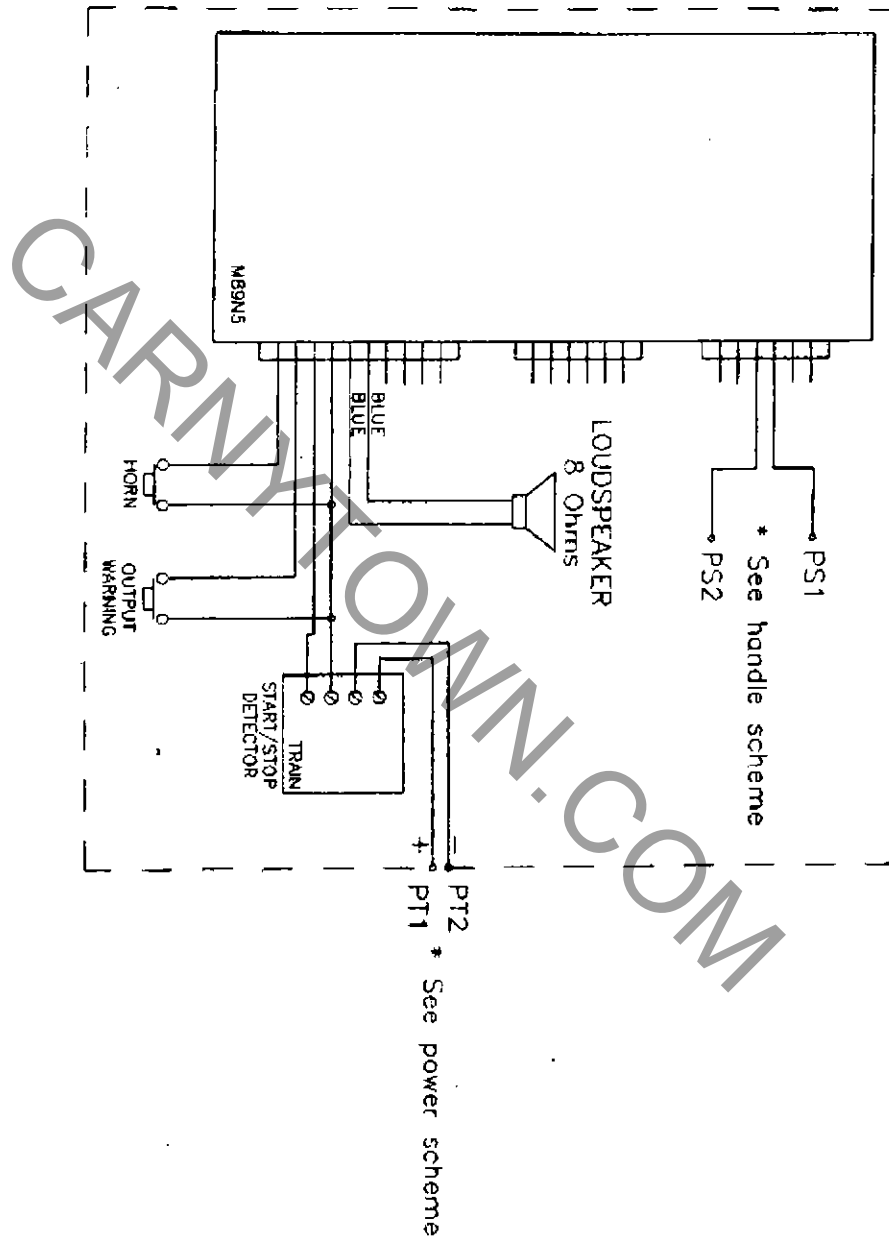 MB9N5
BLUE
BLUE
LOUDSPEAKER
8 Ohms
PS1
PS2
* See handle scheme
HORN
OUTPUT
WARNING
TRAIN
START/STOP
DETECTOR
+
-
PT2
PT1
* See power scheme
CARNYTOWN.COM